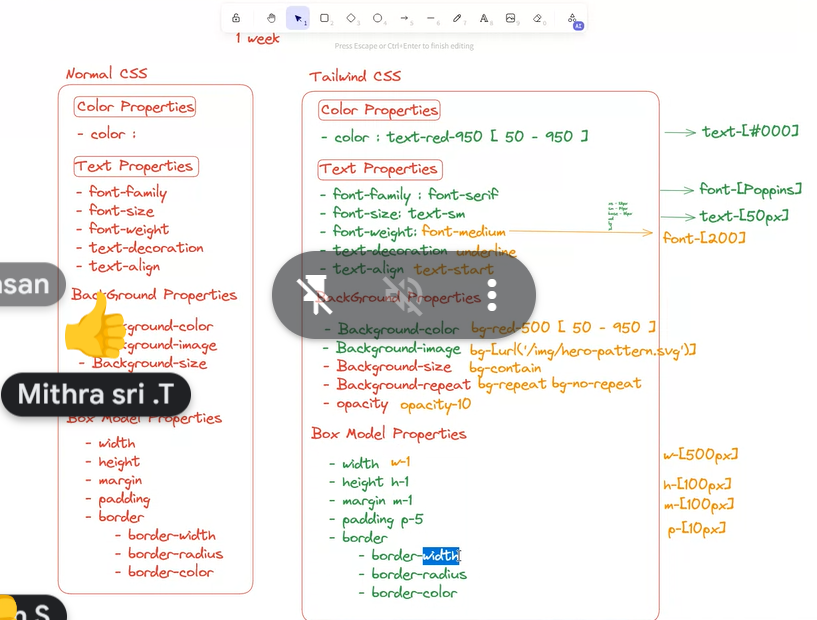 1 week
Press Escape or Ctrl+Enter to finish editing
AI
Normal CSS
Color Properties
- color :
Text Properties
- font-family
- font-size
- font-weight
- text-decoration
- text-align
BackGround Properties
ground-color
ground-image
- Background-size
Mithra sri .T
Box Model Properties
- width
- height
- margin
- padding
- border
- border-width
- border-radius
- border-color
Tailwind CSS
Color Properties
- color : text-red-950 [ 50 - 950 ]
Text Properties
- font-family : font-serif
- font-size: text-sm
- font-weight: font-medium
- text-decoration underline
- text-align text-start
BackGround Properties
- Background-color bg-red-500 [ 50 - 950 ]
- Background-image bg-[url('/img/hero-pattern.svg')]
- Background-size bg-contain
- Background-repeat bg-repeat bg-no-repeat
- opacity opacity-10
Box Model Properties
- width w-1
- height h-1
- margin m-1
- padding p-5
- border
- border-width
- border-radius
- border-color
text-[#000]
font-[Poppins]
text-[50px]
font-[200]
w-[500px]
h-[100px]
m-[100px]
p-[10px]